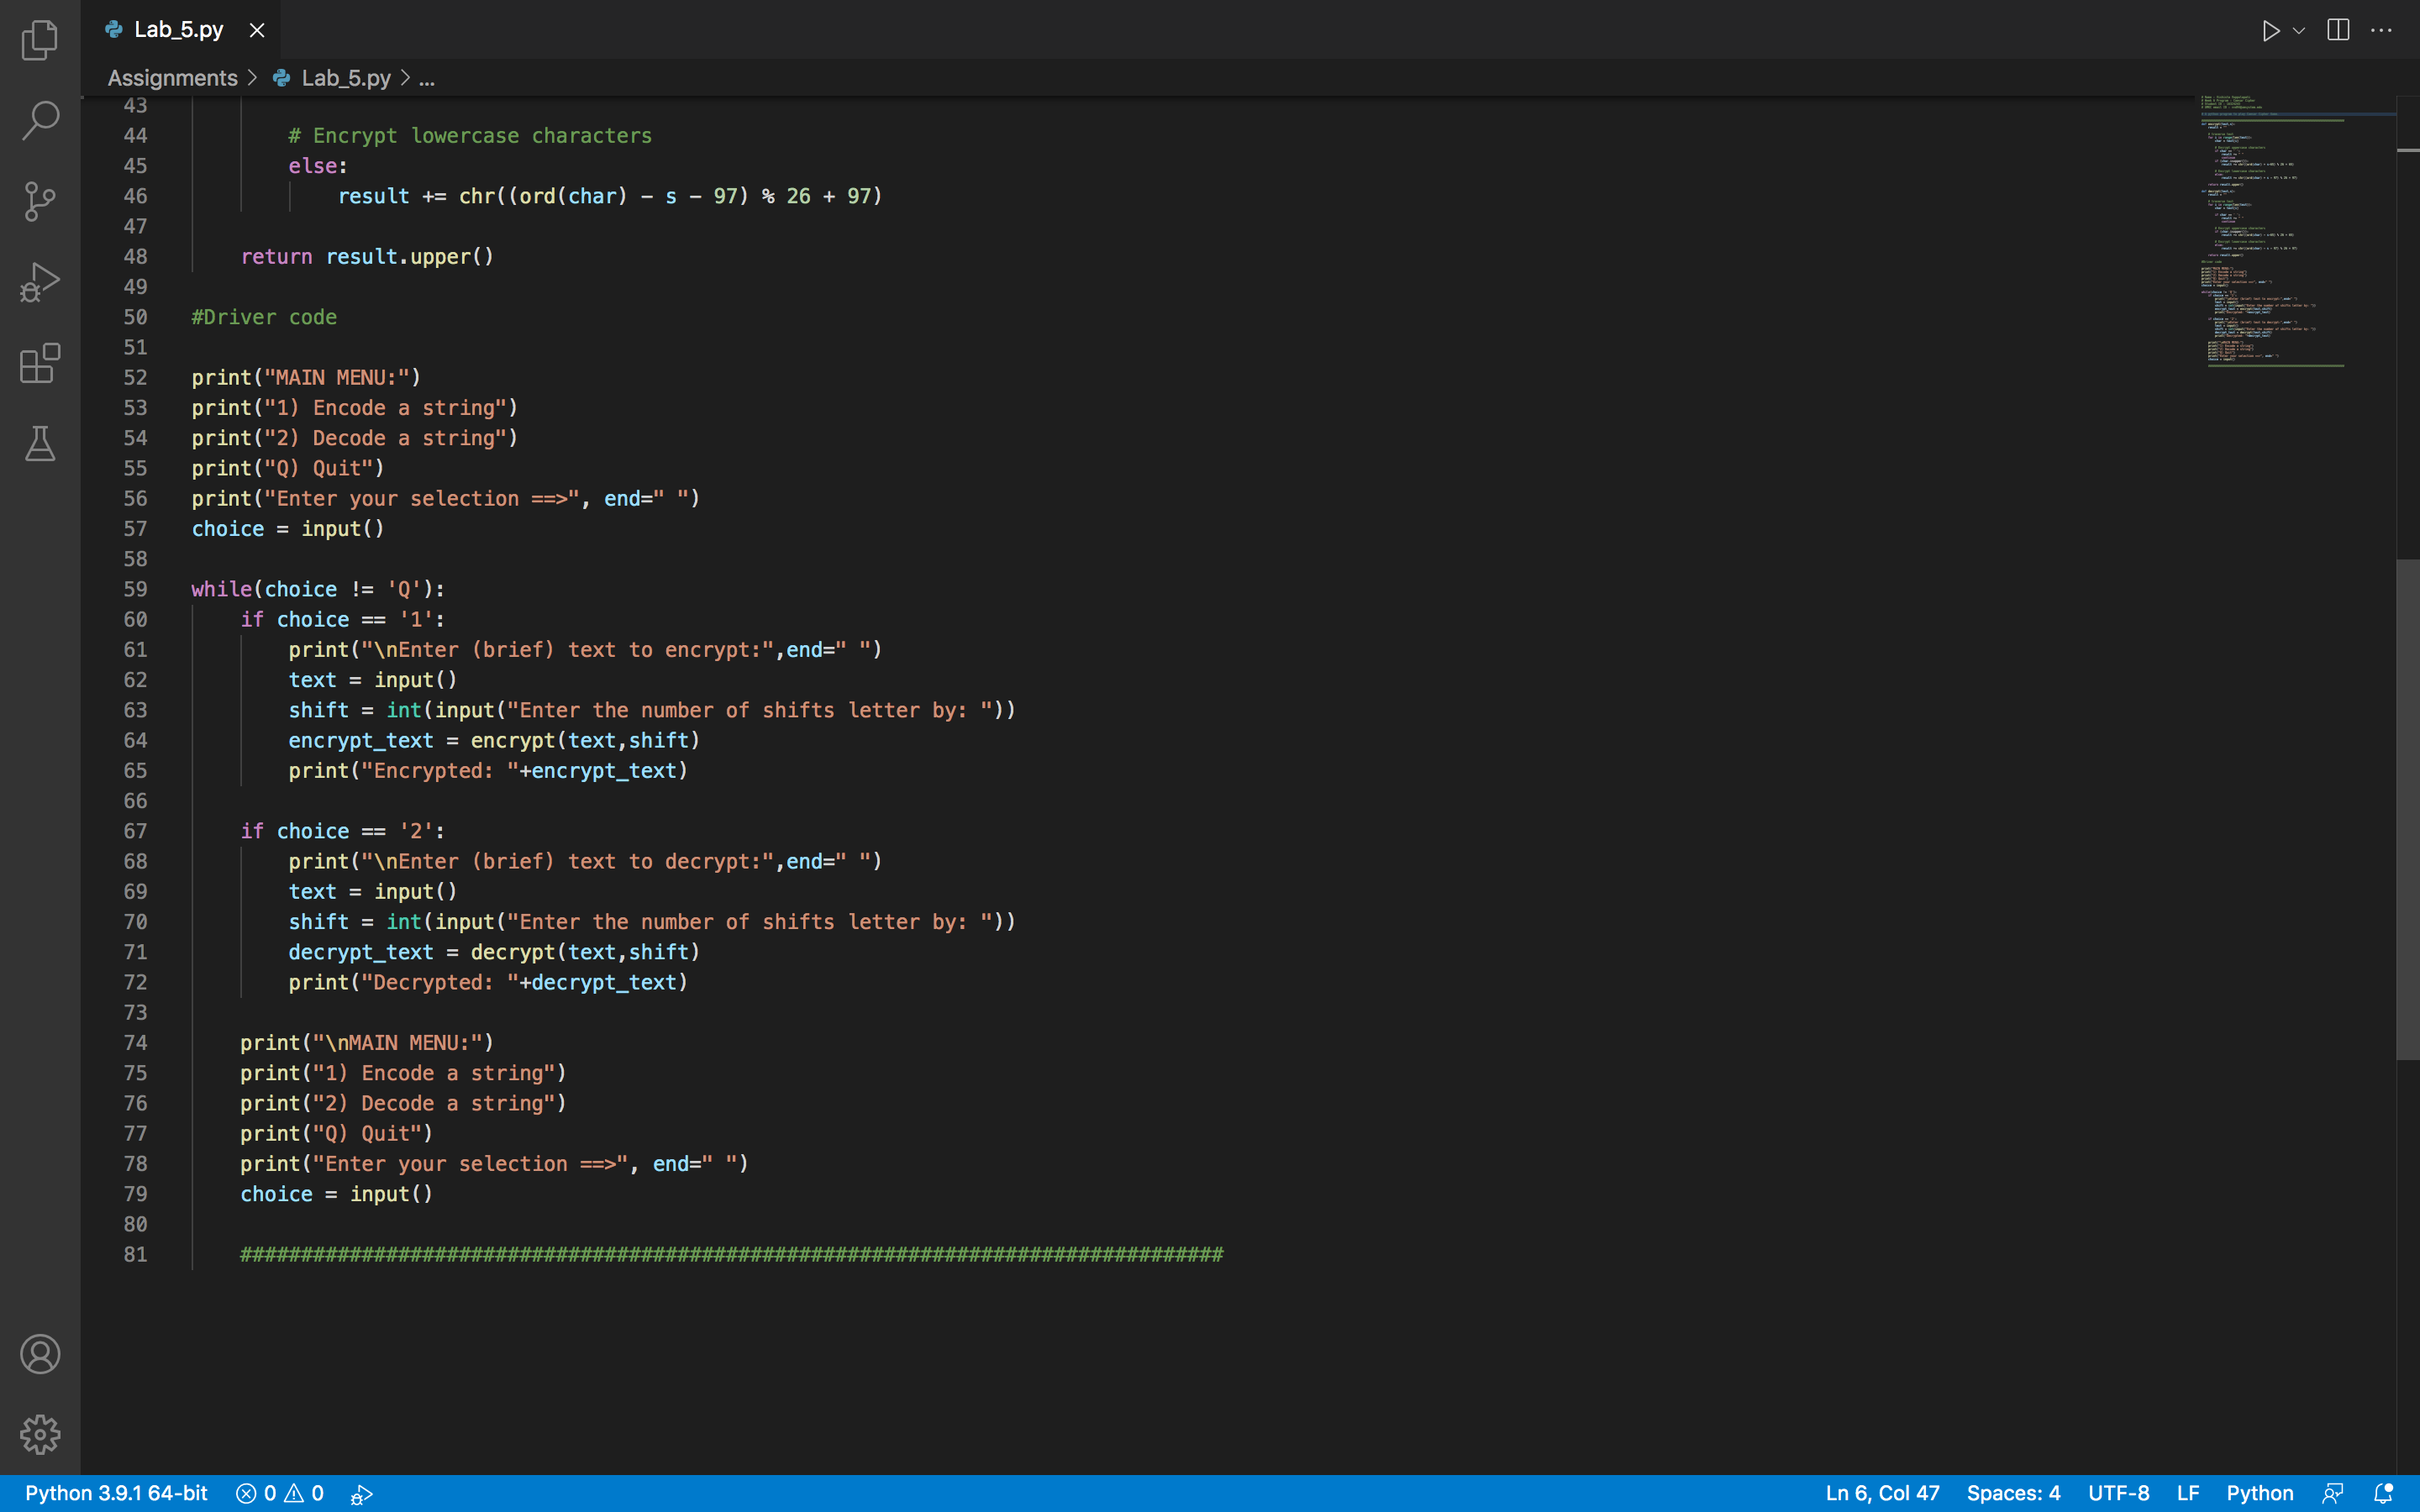 Lab_5.py
Assignments > Lab_5.py > ...
43
44 # Encrypt lowercase characters
45 else:
46 result += chr((ord(char) - s - 97) % 26 + 97)
47
48 return result.upper()
49
50 #Driver code
51
52 print("MAIN MENU:")
53 print("1) Encode a string")
54 print("2) Decode a string")
55 print("Q) Quit")
56 print("Enter your selection ==>", end=" ")
57 choice = input()
58
59 while(choice != 'Q'):
60 if choice == '1':
61 print("\nEnter (brief) text to encrypt:",end=" ")
62 text = input()
63 shift = int(input("Enter the number of shifts letter by: "))
64 encrypt_text = encrypt(text,shift)
65 print("Encrypted: "+encrypt_text)
66
67 if choice == '2':
68 print("\nEnter (brief) text to decrypt:",end=" ")
69 text = input()
70 shift = int(input("Enter the number of shifts letter by: "))
71 decrypt_text = decrypt(text,shift)
72 print("Decrypted: "+decrypt_text)
73
74 print("\nMAIN MENU:")
75 print("1) Encode a string")
76 print("2) Decode a string")
77 print("Q) Quit")
78 print("Enter your selection ==>", end=" ")
79 choice = input()
80
81 #################################################################################
Python 3.9.1 64-bit 0 0 Ln 6, Col 47 Spaces: 4 UTF-8 LF Python